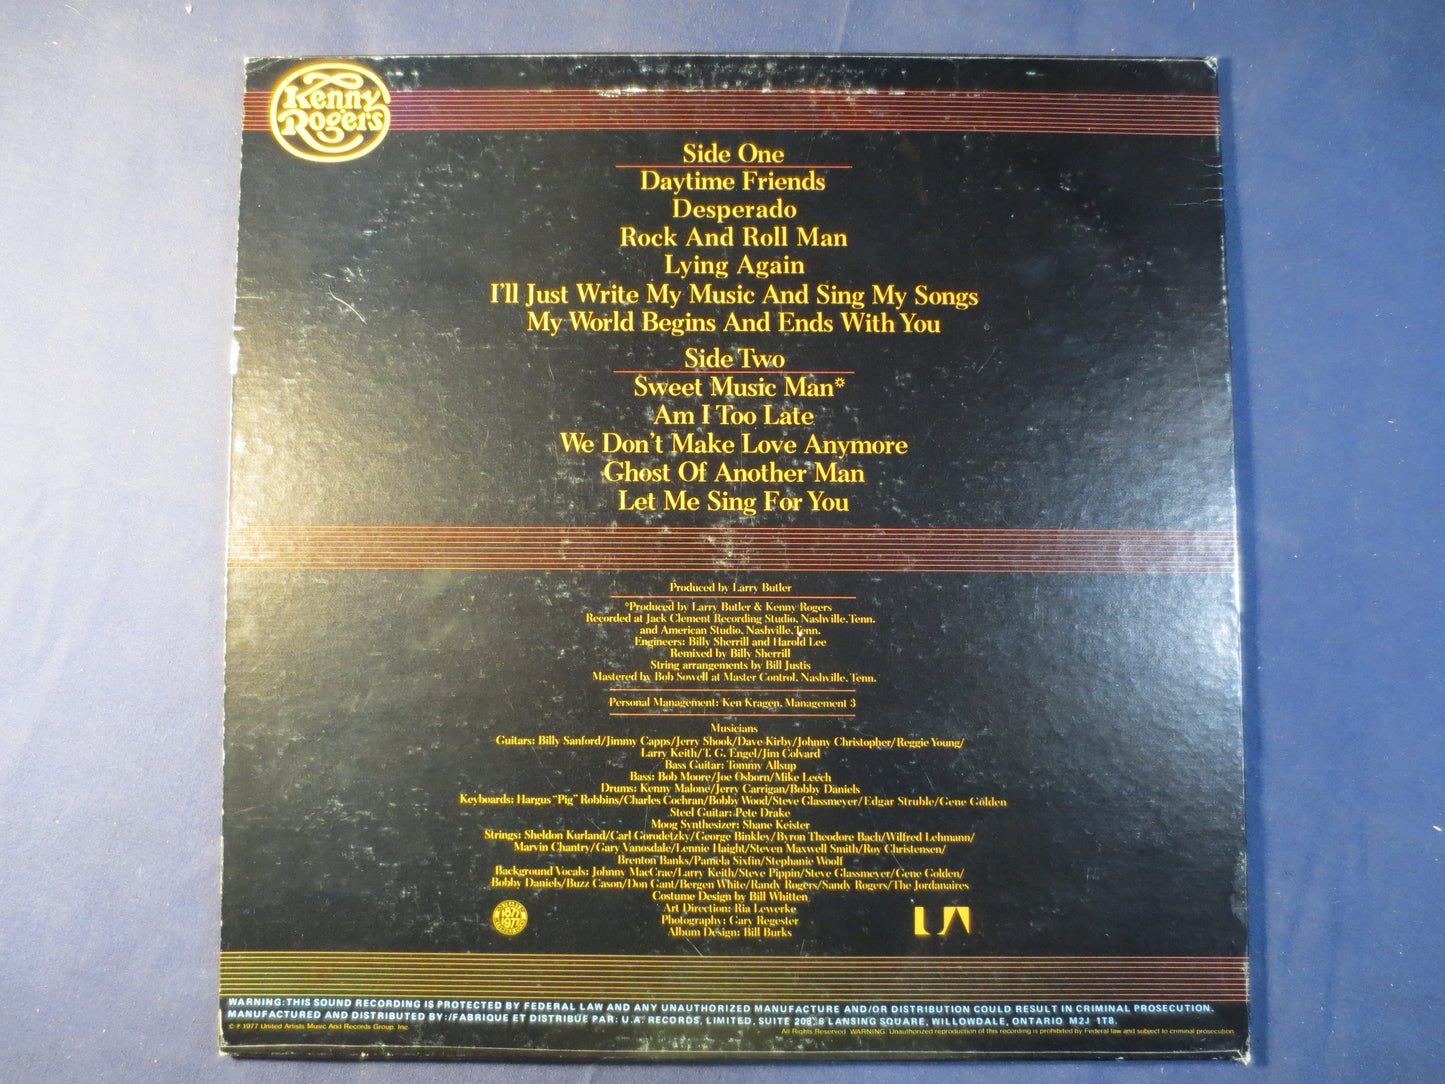 Kenny
Rogers
Side One
Daytime Friends
Desperado
Rock And Roll Man
Lying Again
I'll Just Write My Music And Sing My Songs
My World Begins And Ends With You
Side Two
Sweet Music Man*
Am I Too Late
We Don't Make Love Anymore
Ghost Of Another Man
Let Me Sing For You
Produced by Larry Butler
*Produced by Larry Butler & Kenny Rogers
Recorded at Jack Clement Recording Studio, Nashville, Tenn.
and American Studio, Nashville, Tenn.
Engineers: Billy Sherrill and Harold Lee
Remixed by Billy Sherrill
String arrangements by Bill Justis
Mastered by Bob Sowell at Master Control, Nashville, Tenn.
Personal Management: Ken Kragen, Management 3
Musicians
Guitars: Billy Sanford/Jimmy Capps/Jerry Shook/Dave Kirby/Johnny Christopher/Reggie Young/
Larry Keith/T. G. Engel/Jim Colvard
Bass Guitar: Tommy Allsup
Bass: Bob Moore/Joe Osborn/Mike Leech
Drums: Kenny Malone/Jerry Carrigan/Bobby Daniels
Keyboards: Hargus "Pig" Robbins/Charles Cochran/Bobby Wood/Steve Glassmeyer/Edgar Struble/Gene Golden
Steel Guitar: Pete Drake
Moog Synthesizer: Shane Keister
Strings: Sheldon Kurland/Carl Gorodetzky/George Binkley/Byron Theodore Bach/Wilfred Lehmann/
Marvin Chantry/Gary Vanosdale/Lennie Haight/Steven Maxwell Smith/Roy Christensen/
Brenton Banks/Pamela Sixfin/Stephanie Woolf
Background Vocals: Johnny MacCrae/Larry Keith/Steve Pippin/Steve Glassmeyer/Gene Golden/
Bobby Daniels/Buzz Cason/Don Gant/Bergen White/Randy Rogers/Sandy Rogers/The Jordanaires
Costume Design by Bill Whitten
Art Direction: Ria Lewerke
Photography: Gary Regester
Album Design: Bill Burks
1877
1977
UA
WARNING: THIS SOUND RECORDING IS PROTECTED BY FEDERAL LAW AND ANY UNAUTHORIZED MANUFACTURE AND/OR DISTRIBUTION COULD RESULT IN CRIMINAL PROSECUTION.
MANUFACTURED AND DISTRIBUTED BY:/FABRIQUE ET DISTRIBUE PAR: U.A. RECORDS, LIMITED, SUITE 208, 6 LANSING SQUARE, WILLOWDALE, ONTARIO M2J 1T8.
© ℗ 1977 United Artists Music And Records Group, Inc.
All Rights Reserved. WARNING: Unauthorized reproduction of this recording is prohibited by Federal law and subject to criminal prosecution